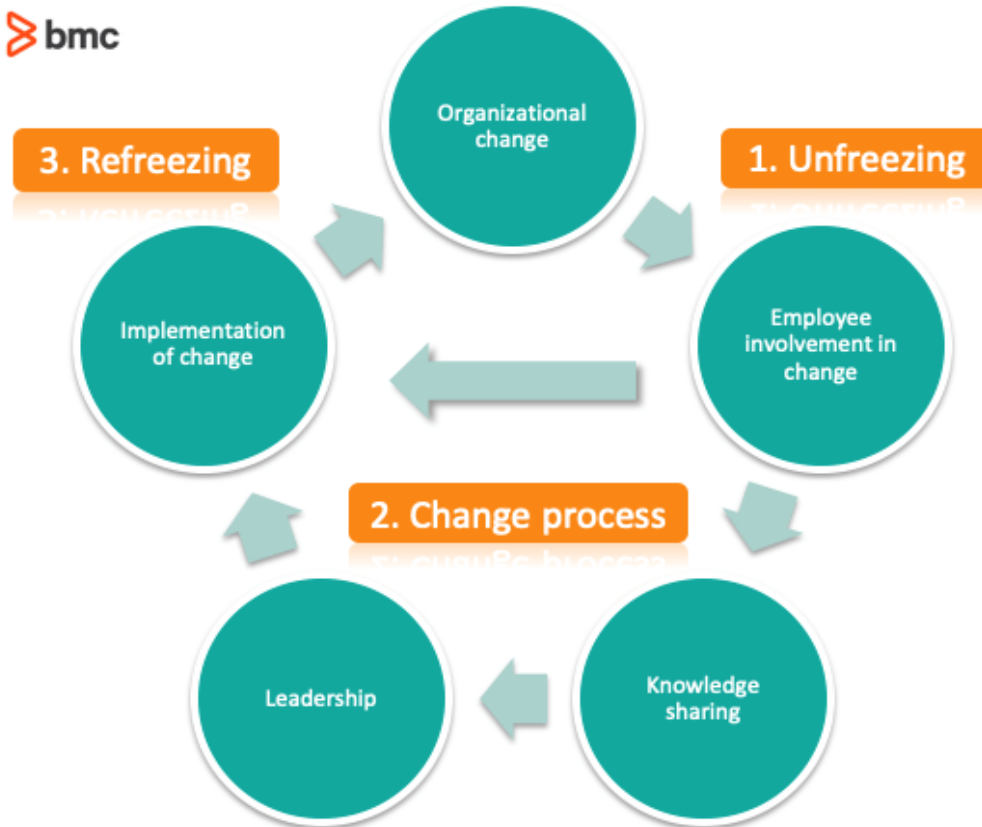 bmc
Organizational
change
3. Refreezing
1. Unfreezing
Implementation
of change
Employee
involvement in
change
2. Change process
Leadership
Knowledge
sharing